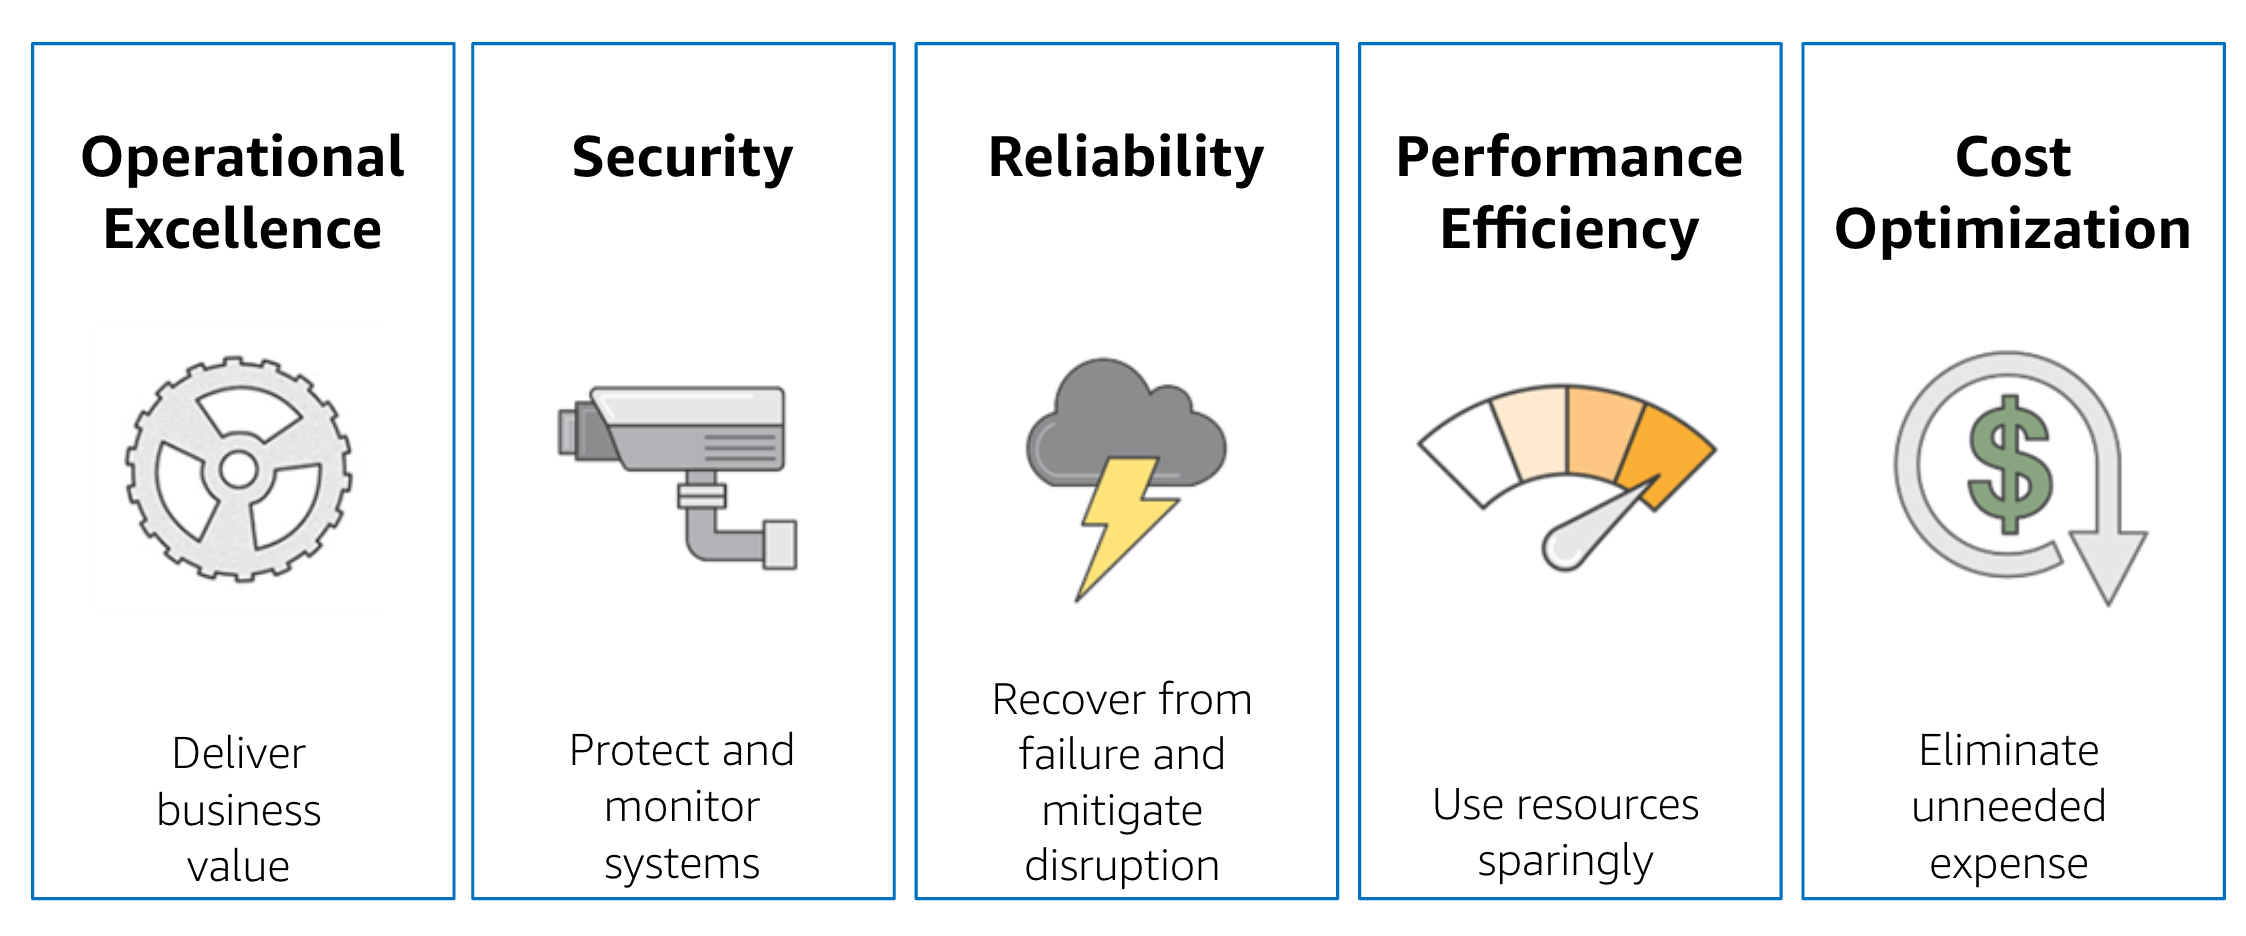 Operational
Excellence
Deliver
business
value
Security
Protect and
monitor
systems
Reliability
Recover from
failure and
mitigate
disruption
Performance
Efficiency
Use resources
sparingly
Cost
Optimization
$
Eliminate
unneeded
expense